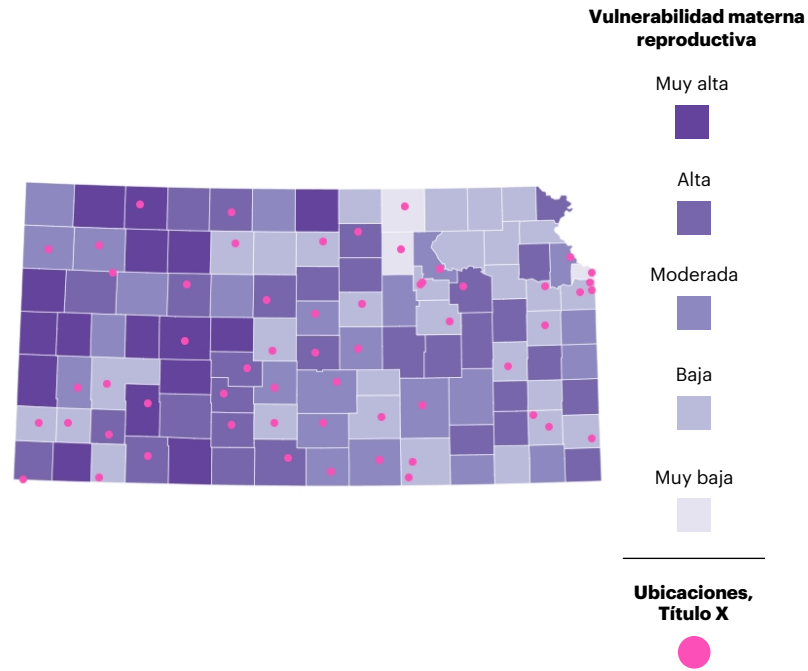 Vulnerabilidad materna
reproductiva
Muy alta
Alta
Moderada
Baja
Muy baja
Ubicaciones,
Título X